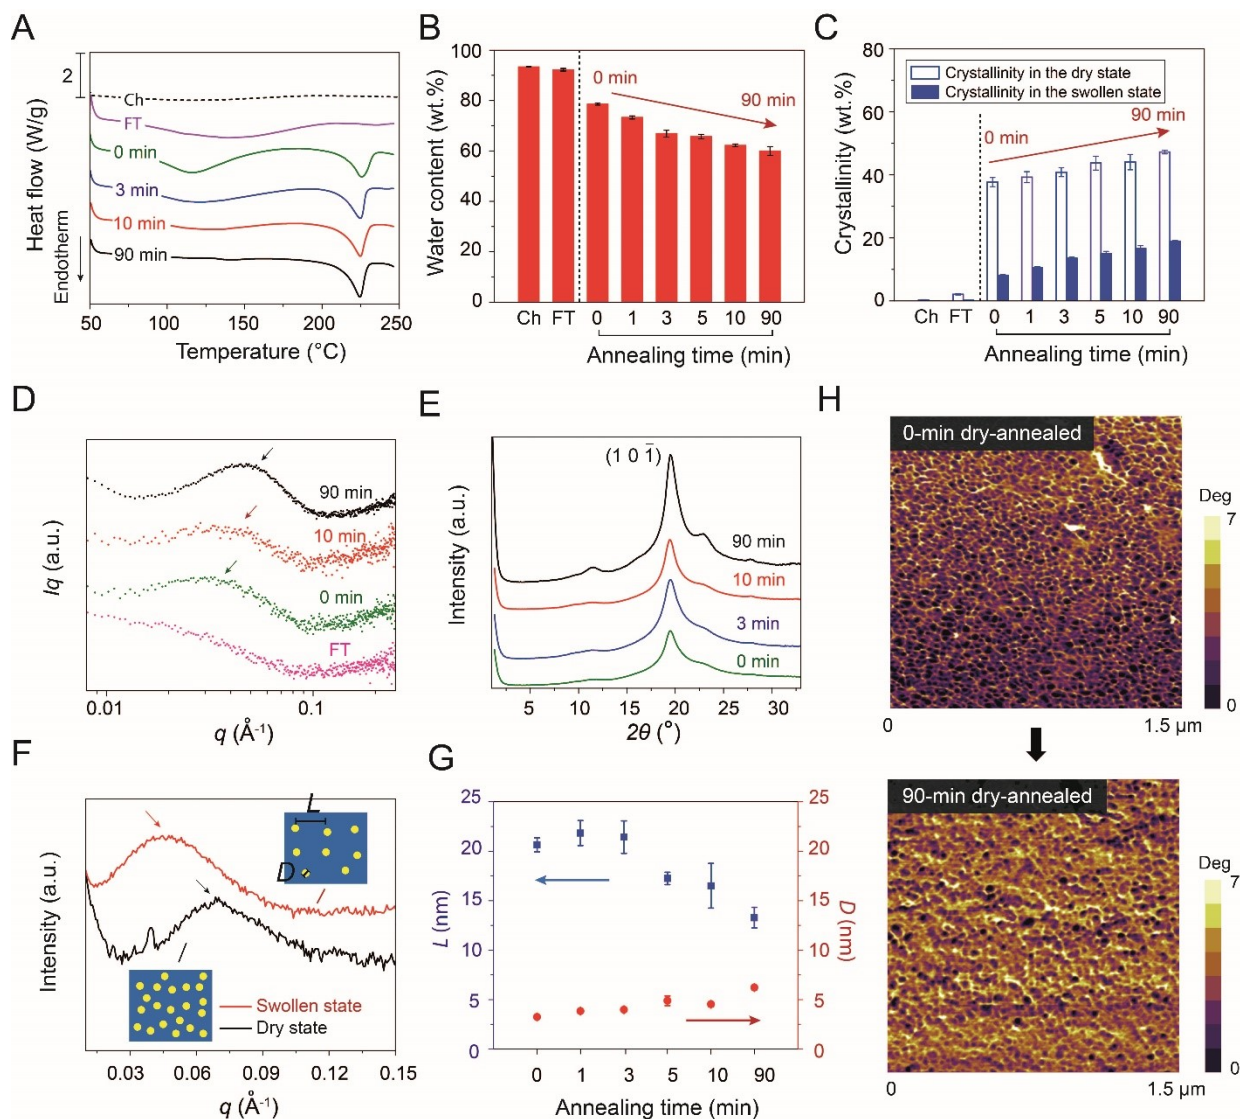 A
2
Heat flow (W/g)
Endotherm
Ch
FT
0 min
3 min
10 min
90 min
50 100 150 200 250
Temperature (°C)
B
100
80
60
40
20
0
Water content (wt.%)
0 min
90 min
Ch FT 0 1 3 5 10 90
Annealing time (min)
C
80
60
40
20
0
Crystallinity (wt.%)
Crystallinity in the dry state
Crystallinity in the swollen state
0 min
90 min
Ch FT 0 1 3 5 10 90
Annealing time (min)
D
Iq (a.u.)
90 min
10 min
0 min
FT
0.01 0.1
q (Å⁻¹)
E
Intensity (a.u.)
(1 0 1̄)
90 min
10 min
3 min
0 min
5 10 15 20 25 30
2θ (°)
H
0-min dry-annealed
Deg
7
0
0 1.5 µm
90-min dry-annealed
Deg
7
0
0 1.5 µm
F
Intensity (a.u.)
L
D
Swollen state
Dry state
0.03 0.06 0.09 0.12 0.15
q (Å⁻¹)
G
25 25
20 20
15 15
10 10
5 5
0 0
L (nm)
D (nm)
0 1 3 5 10 90
Annealing time (min)